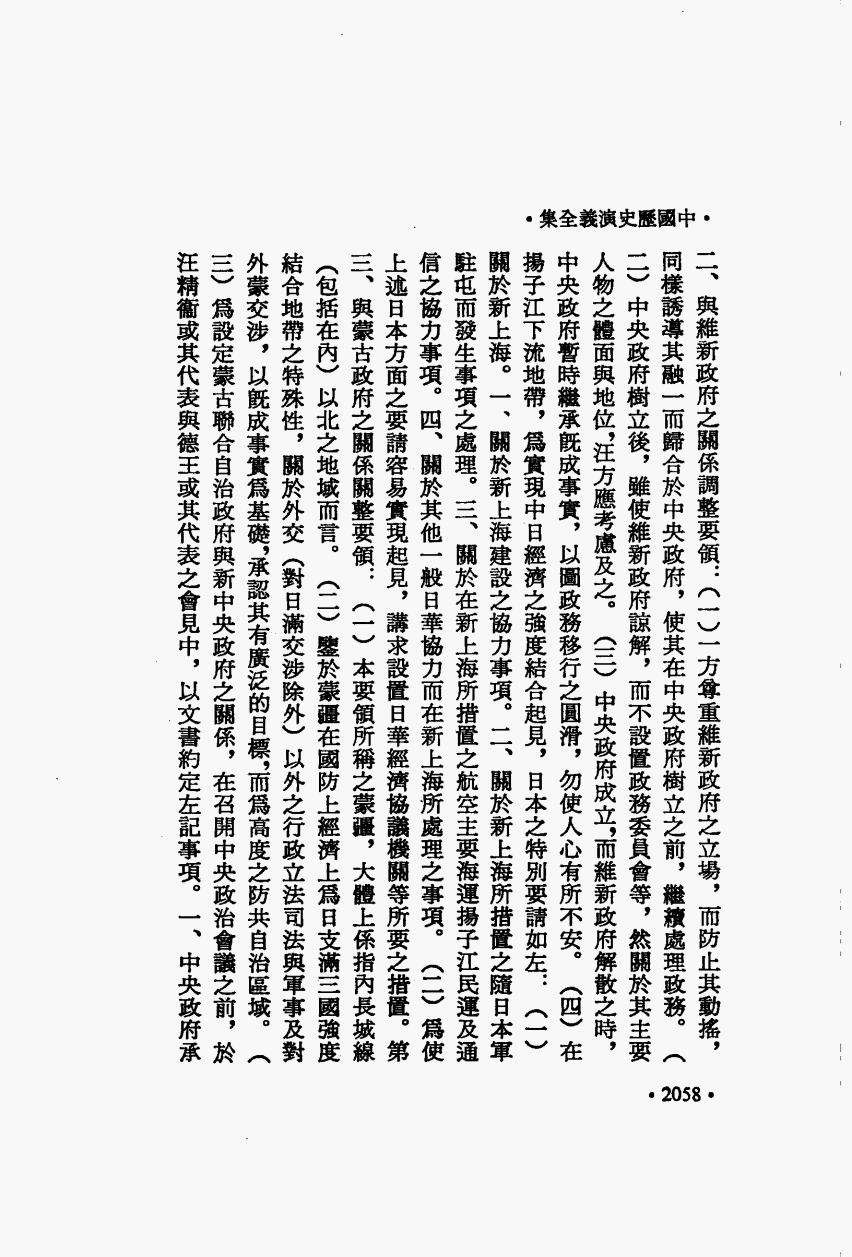 •中國歷史演義全集•
二、與維新政府之關係調整要領：（一）一方尊重維新政府之立場，而防止其動搖，
同樣誘導其融一而歸合於中央政府，使其在中央政府樹立之前，繼續處理政務。（
二）中央政府樹立後，雖使維新政府諒解，而不設置政務委員會等，然關於其主要
人物之體面與地位，汪方應考慮及之。（三）中央政府成立，而維新政府解散之時，
中央政府暫時繼承旣成事實，以圖政務移行之圓滑，勿使人心有所不安。（四）在
揚子江下流地帶，爲實現中日經濟之強度結合起見，日本之特別要請如左：（一）
關於新上海。一、關於新上海建設之協力事項。二、關於新上海所措置之隨日本軍
駐屯而發生事項之處理。三、關於在新上海所措置之航空主要海運揚子江民運及通
信之協力事項。四、關於其他一般日華協力而在新上海所處理之事項。（二）爲使
上述日本方面之要請容易實現起見，講求設置日華經濟協議機關等所要之措置。第
三、與蒙古政府之關係關整要領：（一）本要領所稱之蒙疆，大體上係指內長城線
（包括在內）以北之地域而言。（二）鑒於蒙疆在國防上經濟上爲日支滿三國強度
結合地帶之特殊性，關於外交（對日滿交涉除外）以外之行政立法司法與軍事及對
外蒙交涉，以旣成事實爲基礎，承認其有廣泛的目標，而爲高度之防共自治區域。（
三）爲設定蒙古聯合自治政府與新中央政府之關係，在召開中央政治會議之前，於
汪精衞或其代表與德王或其代表之會見中，以文書約定左記事項。一、中央政府承
•2058•